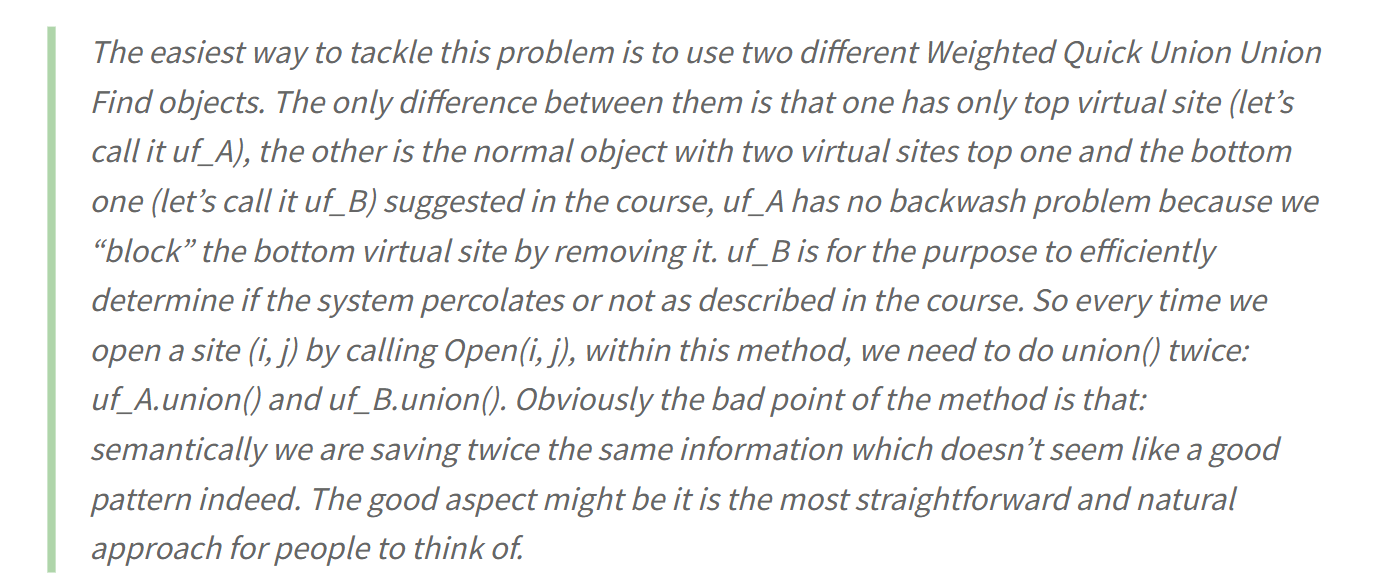 The easiest way to tackle this problem is to use two different Weighted Quick Union Union
Find objects. The only difference between them is that one has only top virtual site (let’s
call it uf_A), the other is the normal object with two virtual sites top one and the bottom
one (let’s call it uf_B) suggested in the course, uf_A has no backwash problem because we
“block” the bottom virtual site by removing it. uf_B is for the purpose to efficiently
determine if the system percolates or not as described in the course. So every time we
open a site (i, j) by calling Open(i, j), within this method, we need to do union() twice:
uf_A.union() and uf_B.union(). Obviously the bad point of the method is that:
semantically we are saving twice the same information which doesn’t seem like a good
pattern indeed. The good aspect might be it is the most straightforward and natural
approach for people to think of.